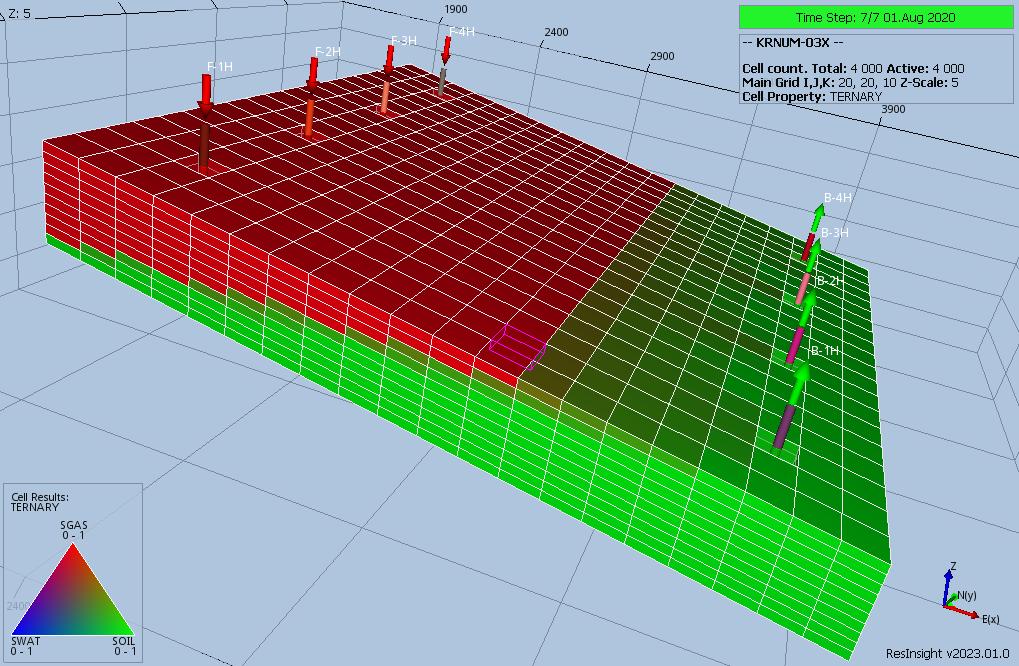 Z: 5
1900
2400
2900
3900
Time Step: 7/7 01.Aug 2020
-- KRNUM-03X --
Cell count. Total: 4 000 Active: 4 000
Main Grid I,J,K: 20, 20, 10 Z-Scale: 5
Cell Property: TERNARY
F-1H
F-2H
F-3H
F-4H
B-4H
B-3H
B-2H
B-1H
Cell Results:
TERNARY
SGAS
0 - 1
2400
SWAT
0 - 1
SOIL
0 - 1
Z
N(y)
E(x)
ResInsight v2023.01.0